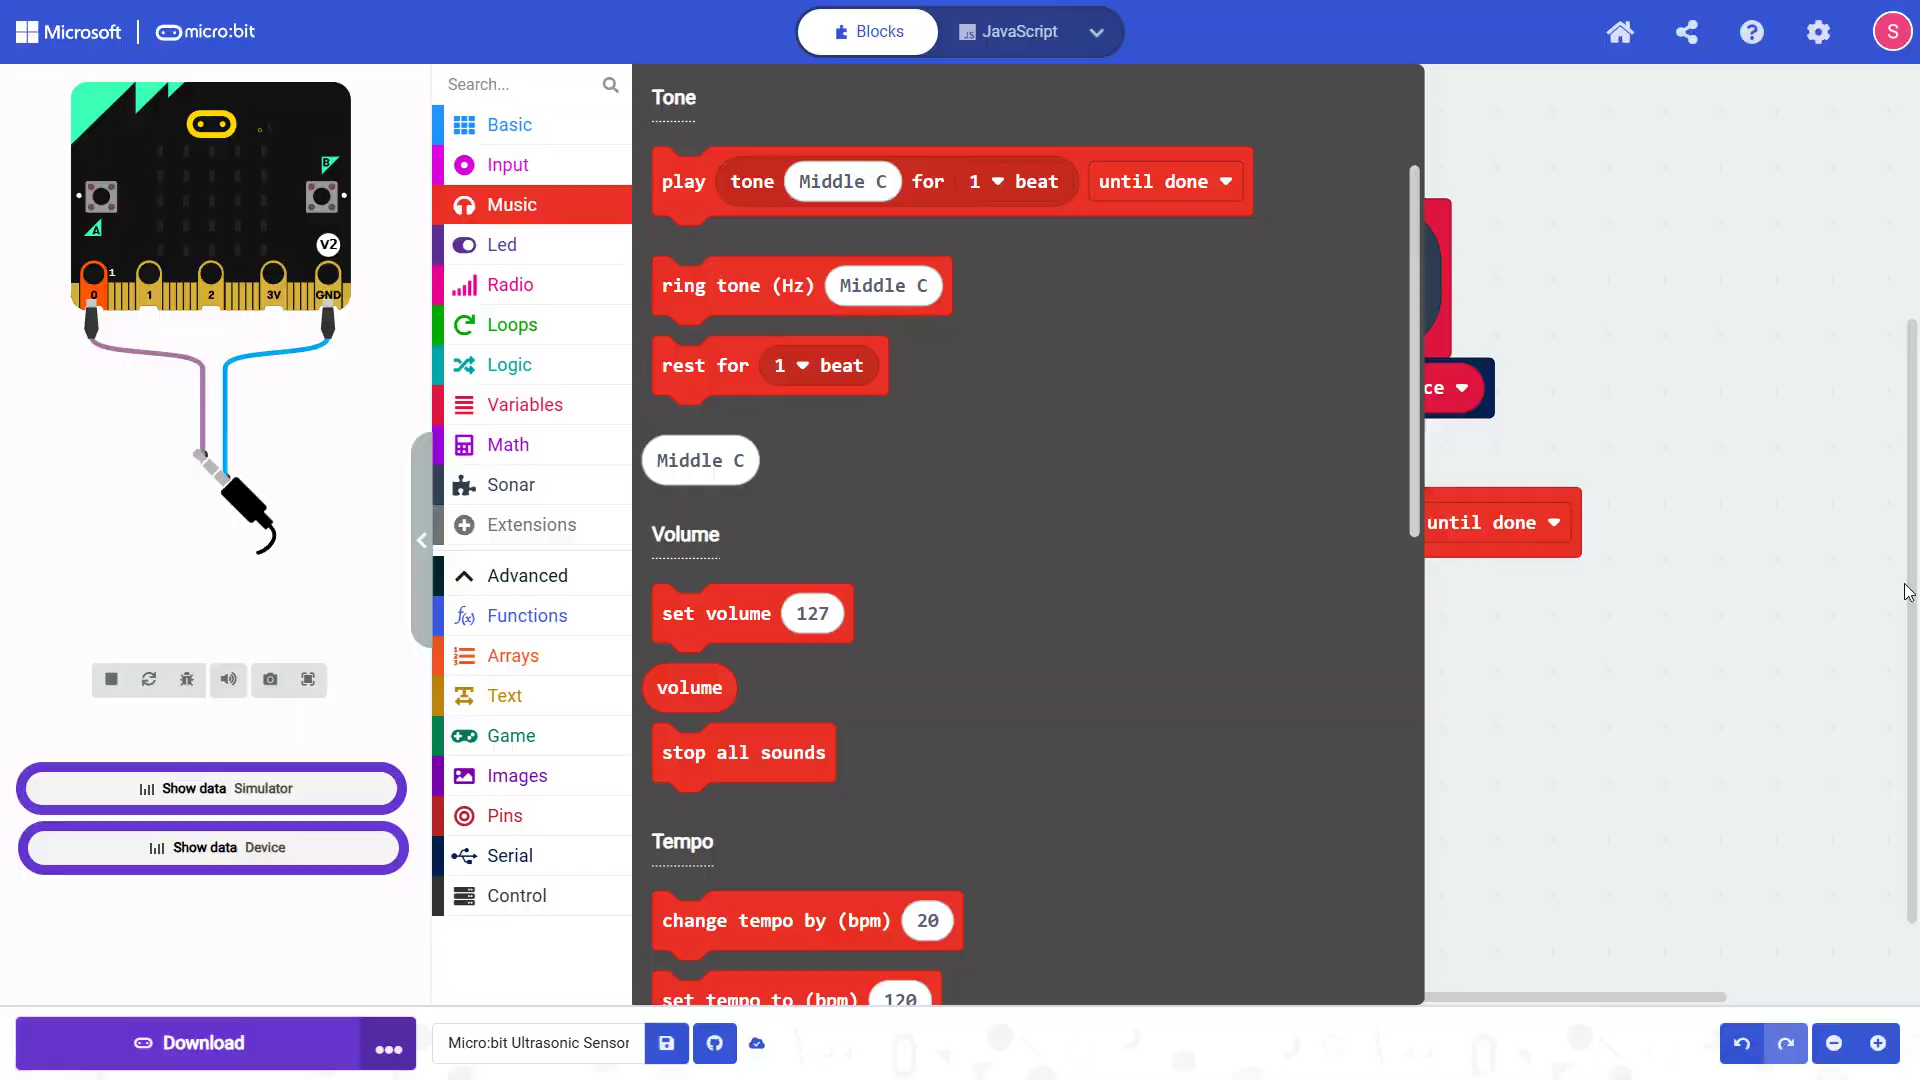 Microsoft micro:bit
Blocks
JavaScript
S
Search...
Basic
Input
Music
Led
Radio
Loops
Logic
Variables
Math
Sonar
Extensions
Advanced
Functions
Arrays
Text
Game
Images
Pins
Serial
Control
B
A
V2
1
0 1 2 3V GND
Show data Simulator
Show data Device
Tone
play tone Middle C for 1 beat until done
ring tone (Hz) Middle C
rest for 1 beat
Middle C
Volume
set volume 127
volume
stop all sounds
Tempo
change tempo by (bpm) 20
set tempo to (bpm) 120
ce
until done
Download
Micro:bit Ultrasonic Sensor